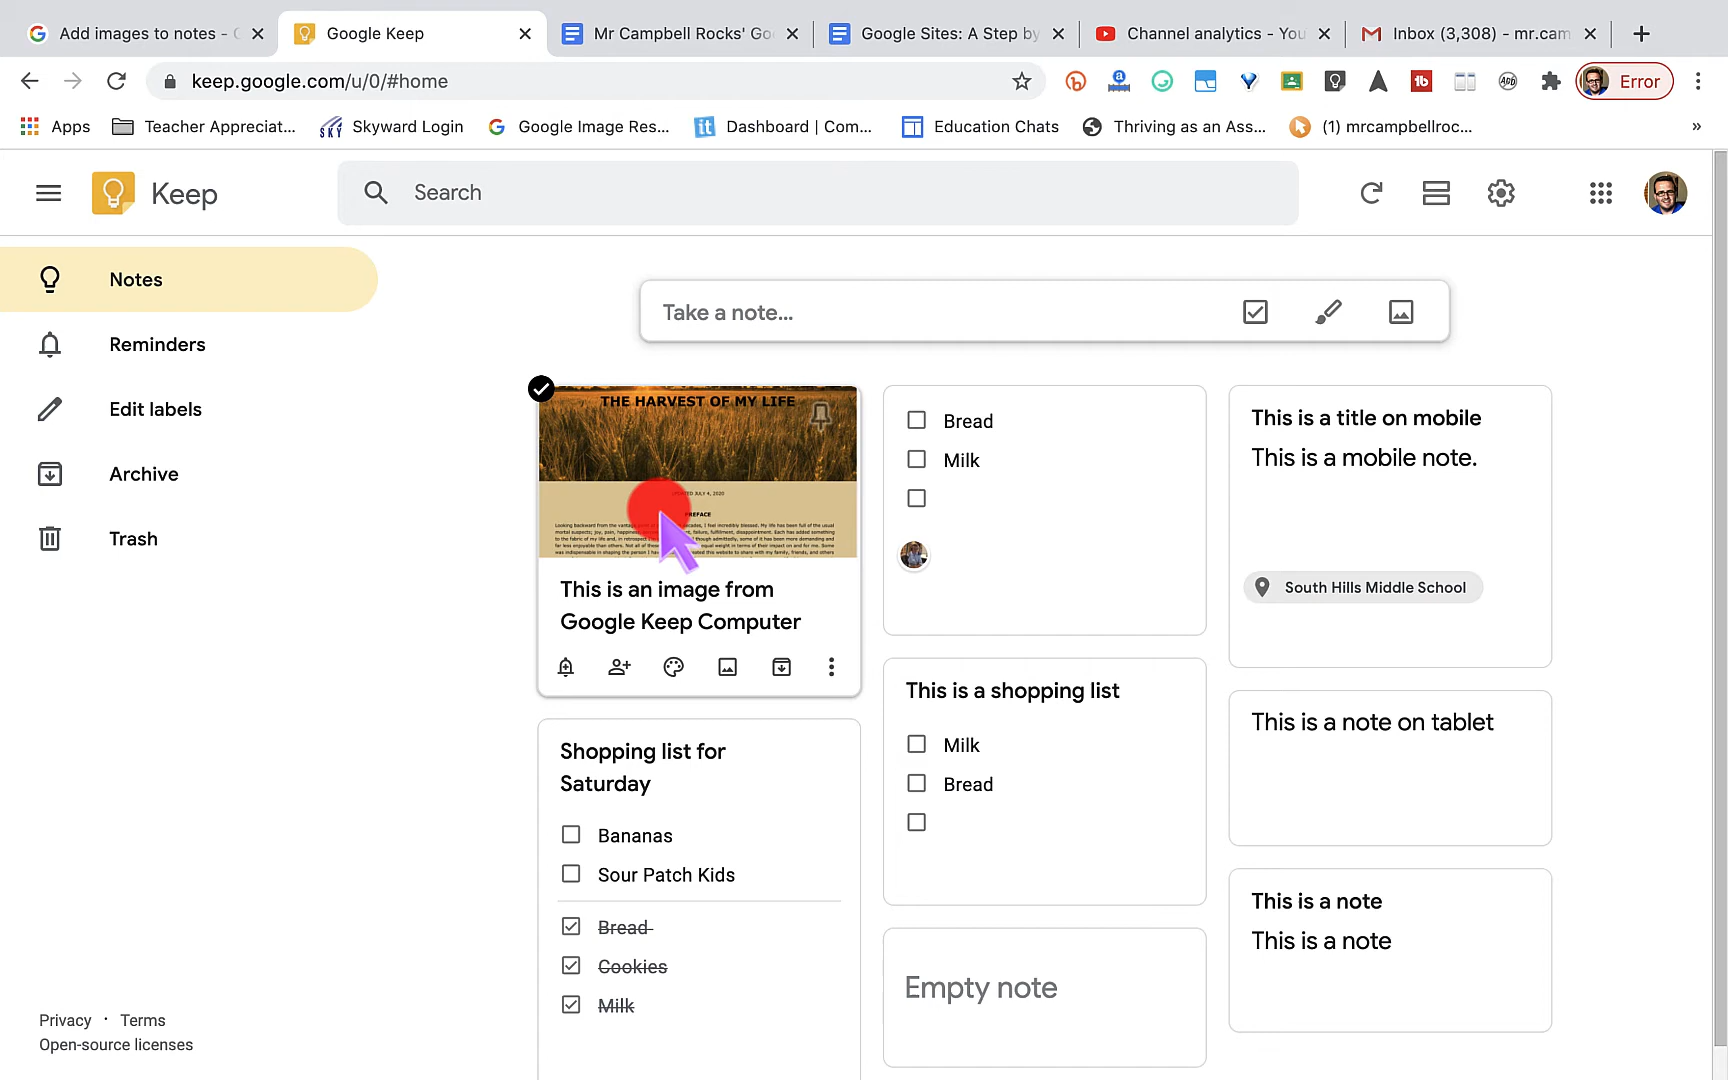 Add images to notes -
Google Keep
Mr Campbell Rocks' Go
Google Sites: A Step by
Channel analytics - You
Inbox (3,308) - mr.cam
keep.google.com/u/0/#home
Error
Apps
Teacher Appreciat...
Skyward Login
Google Image Res...
Dashboard | Com...
Education Chats
Thriving as an Ass...
(1) mrcampbellroc...
»
Keep
Search
Notes
Reminders
Edit labels
Archive
Trash
Take a note...
THE HARVEST OF MY LIFE
UPDATED JULY 4, 2020
PREFACE
This is an image from
Google Keep Computer
Shopping list for
Saturday
Bananas
Sour Patch Kids
Bread
Cookies
Milk
Bread
Milk
This is a shopping list
Milk
Bread
Empty note
This is a title on mobile
This is a mobile note.
South Hills Middle School
This is a note on tablet
This is a note
This is a note
Privacy · Terms
Open-source licenses